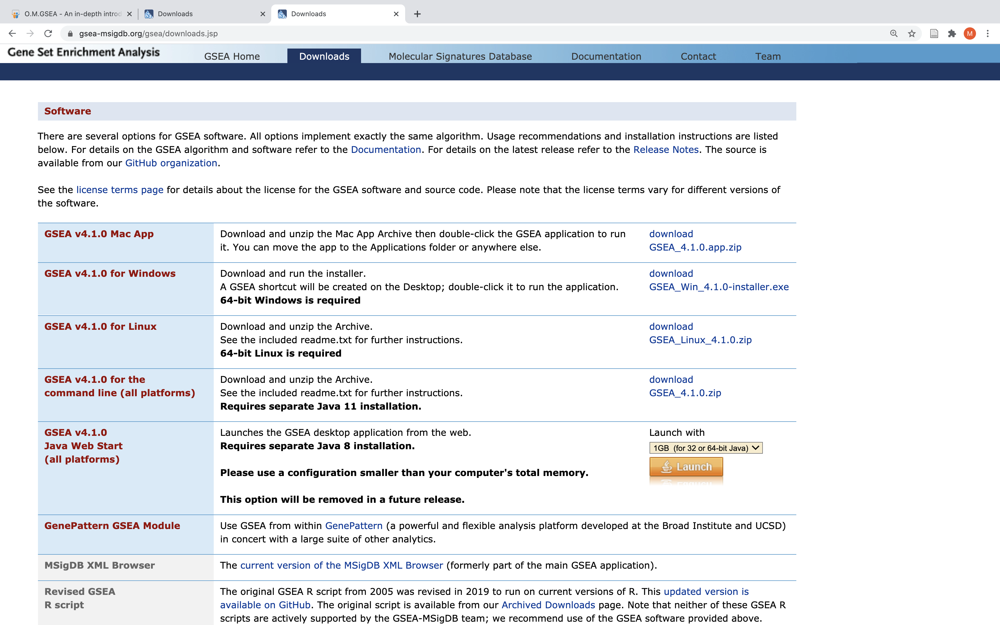 O.M.GSEA - An in-depth introd
Downloads
Downloads
gsea-msigdb.org/gsea/downloads.jsp
M
Gene Set Enrichment Analysis
GSEA Home
Downloads
Molecular Signatures Database
Documentation
Contact
Team
Software
There are several options for GSEA software. All options implement exactly the same algorithm. Usage recommendations and installation instructions are listed
below. For details on the GSEA algorithm and software refer to the Documentation. For details on the latest release refer to the Release Notes. The source is
available from our GitHub organization.
See the license terms page for details about the license for the GSEA software and source code. Please note that the license terms vary for different versions of
the software.
GSEA v4.1.0 Mac App
Download and unzip the Mac App Archive then double-click the GSEA application to run
it. You can move the app to the Applications folder or anywhere else.
download
GSEA_4.1.0.app.zip
GSEA v4.1.0 for Windows
Download and run the installer.
A GSEA shortcut will be created on the Desktop; double-click it to run the application.
64-bit Windows is required
download
GSEA_Win_4.1.0-installer.exe
GSEA v4.1.0 for Linux
Download and unzip the Archive.
See the included readme.txt for further instructions.
64-bit Linux is required
download
GSEA_Linux_4.1.0.zip
GSEA v4.1.0 for the
command line (all platforms)
Download and unzip the Archive.
See the included readme.txt for further instructions.
Requires separate Java 11 installation.
download
GSEA_4.1.0.zip
GSEA v4.1.0
Java Web Start
(all platforms)
Launches the GSEA desktop application from the web.
Requires separate Java 8 installation.
Please use a configuration smaller than your computer's total memory.
This option will be removed in a future release.
Launch with
1GB (for 32 or 64-bit Java)
Launch
GenePattern GSEA Module
Use GSEA from within GenePattern (a powerful and flexible analysis platform developed at the Broad Institute and UCSD)
in concert with a large suite of other analytics.
MSigDB XML Browser
The current version of the MSigDB XML Browser (formerly part of the main GSEA application).
Revised GSEA
R script
The original GSEA R script from 2005 was revised in 2019 to run on current versions of R. This updated version is
available on GitHub. The original script is available from our Archived Downloads page. Note that neither of these GSEA R
scripts are actively supported by the GSEA-MSigDB team; we recommend use of the GSEA software provided above.